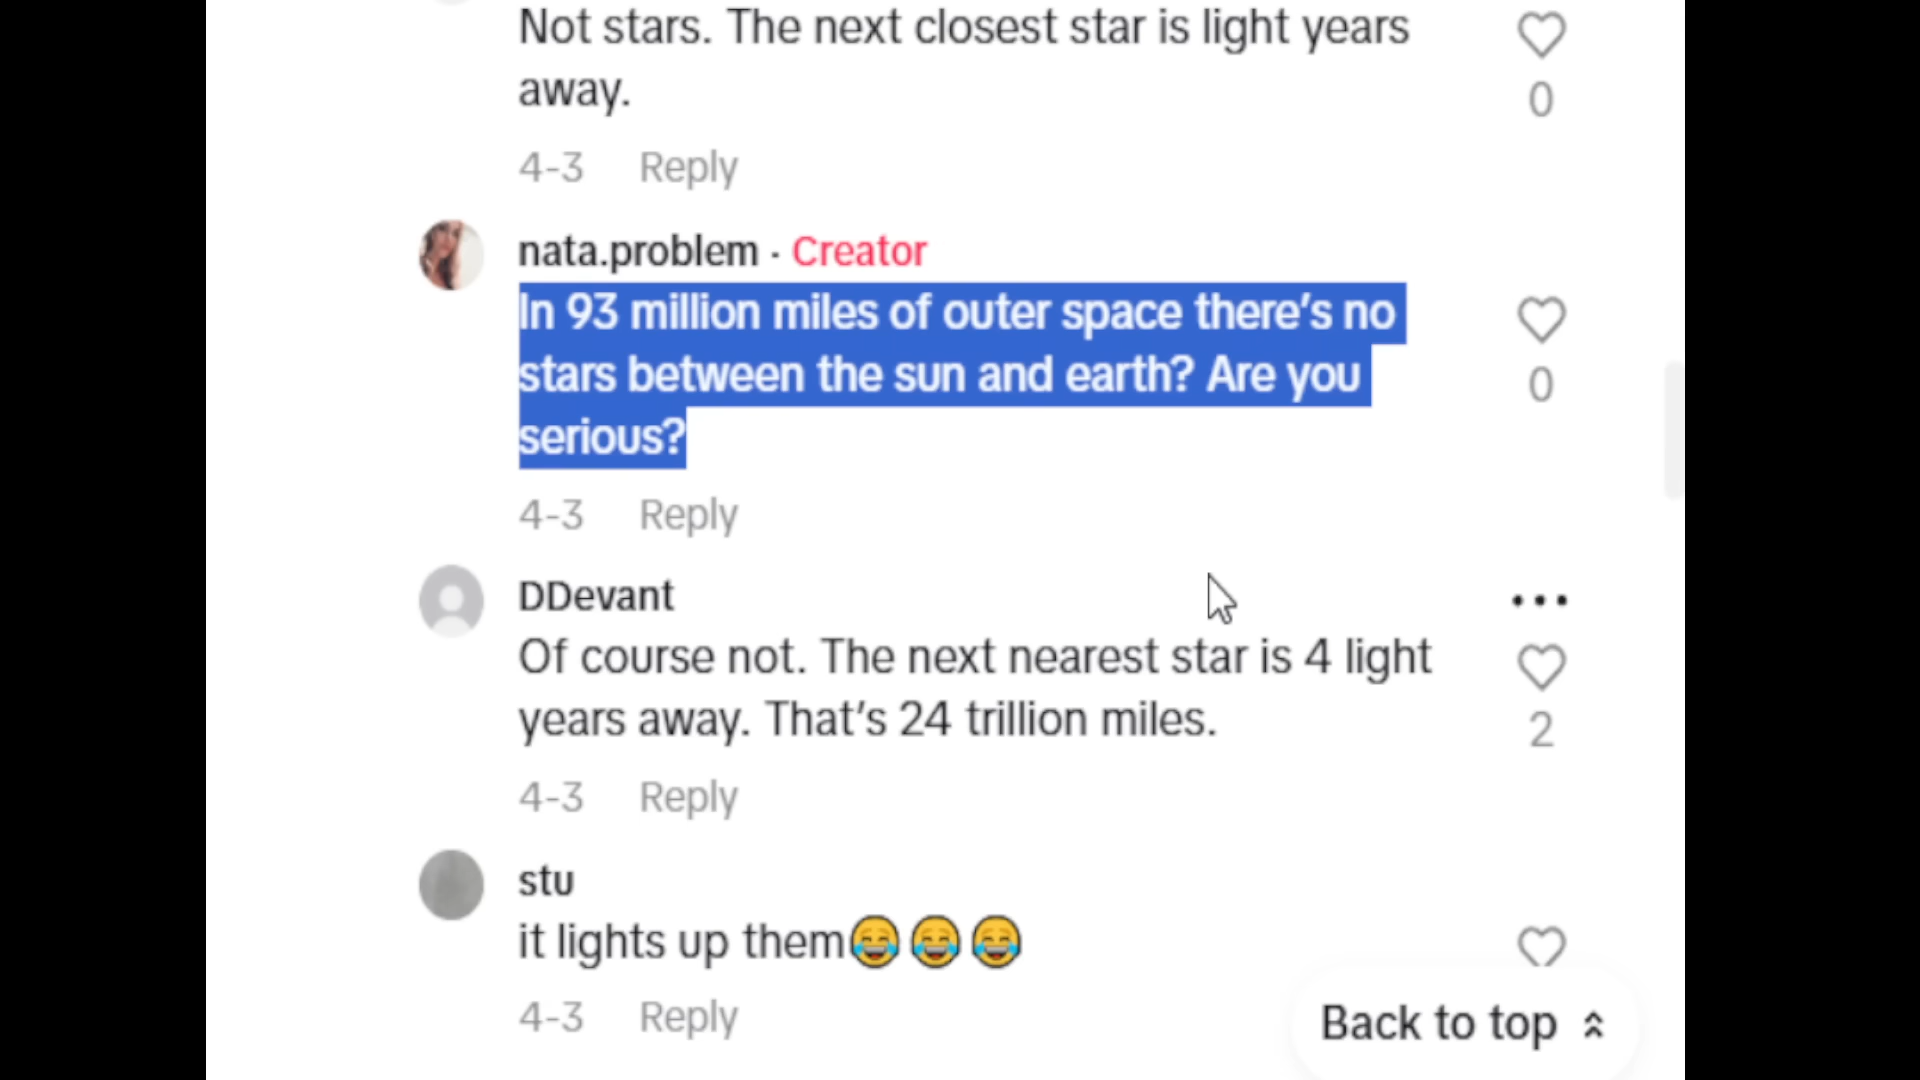 Not stars. The next closest star is light years
away.
0
4-3 Reply
nata.problem · Creator
In 93 million miles of outer space there's no
stars between the sun and earth? Are you
serious?
0
4-3 Reply
DDevant
Of course not. The next nearest star is 4 light
years away. That's 24 trillion miles.
2
4-3 Reply
stu
it lights up them😂😂😂
4-3 Reply
Back to top